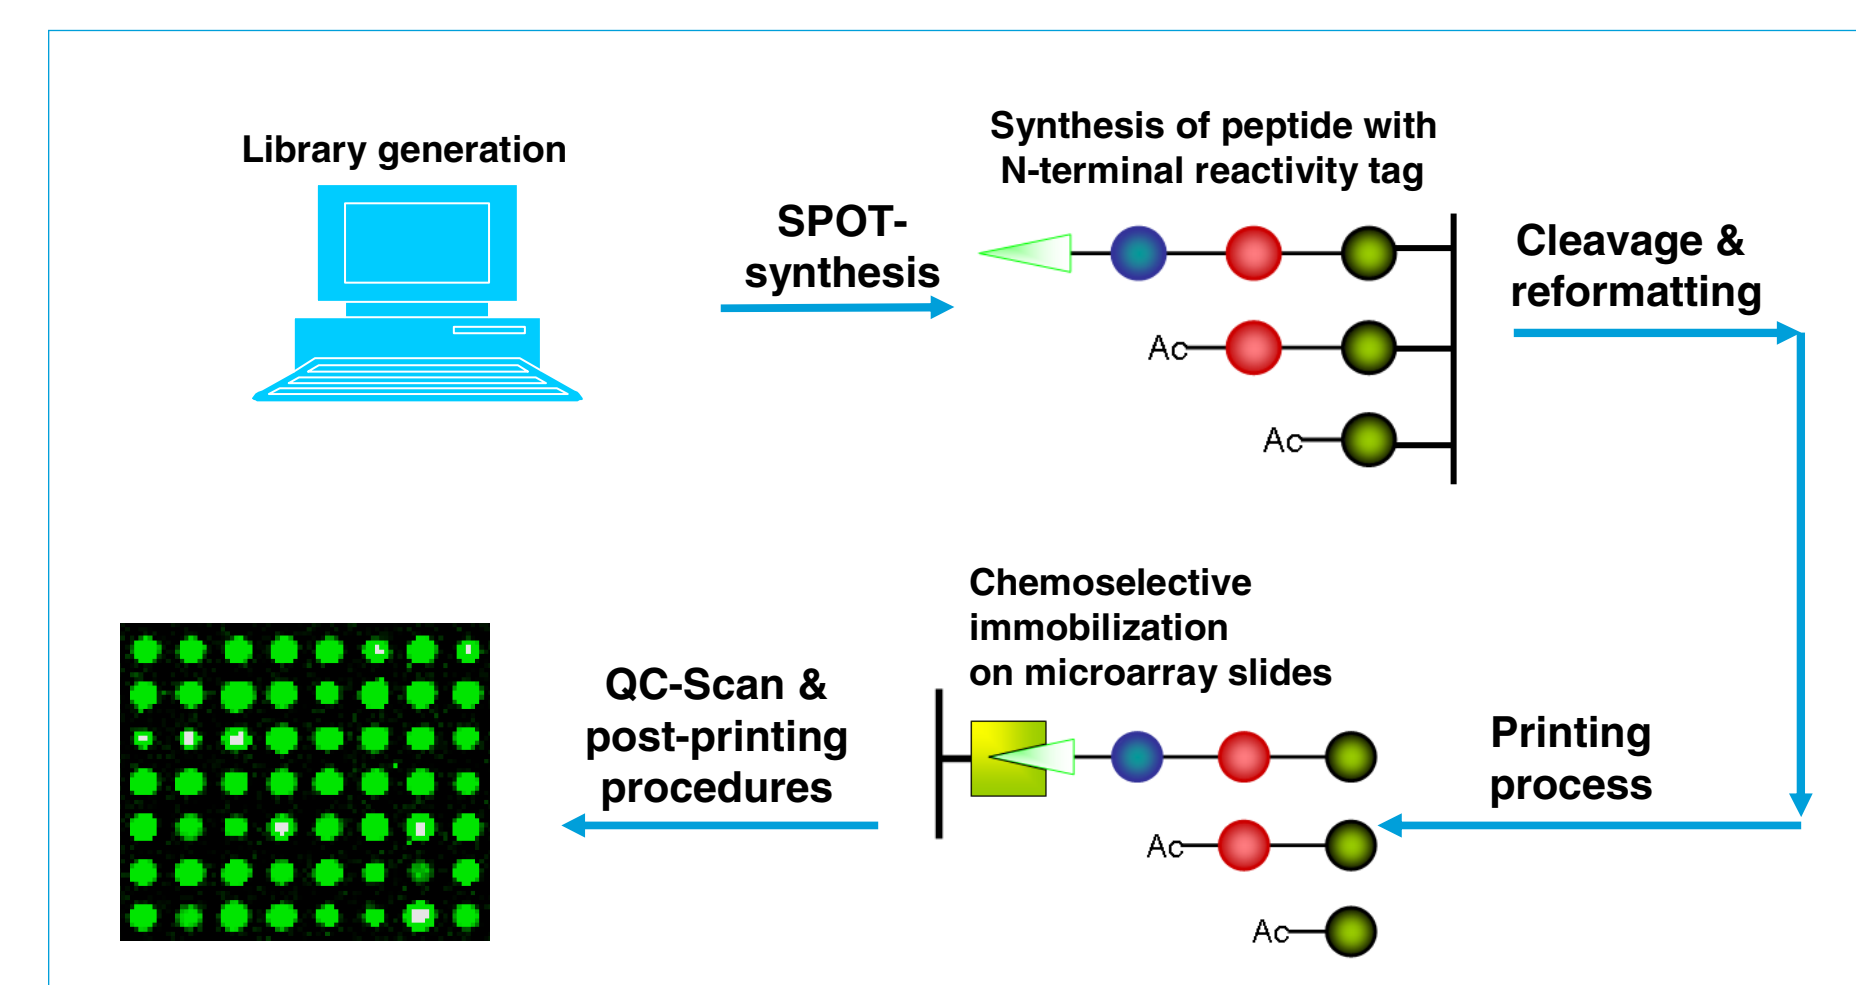 Library generation
SPOT-
synthesis
Synthesis of peptide with
N-terminal reactivity tag
Ac
Ac
Cleavage &
reformatting
Printing
process
Chemoselective
immobilization
on microarray slides
Ac
Ac
QC-Scan &
post-printing
procedures